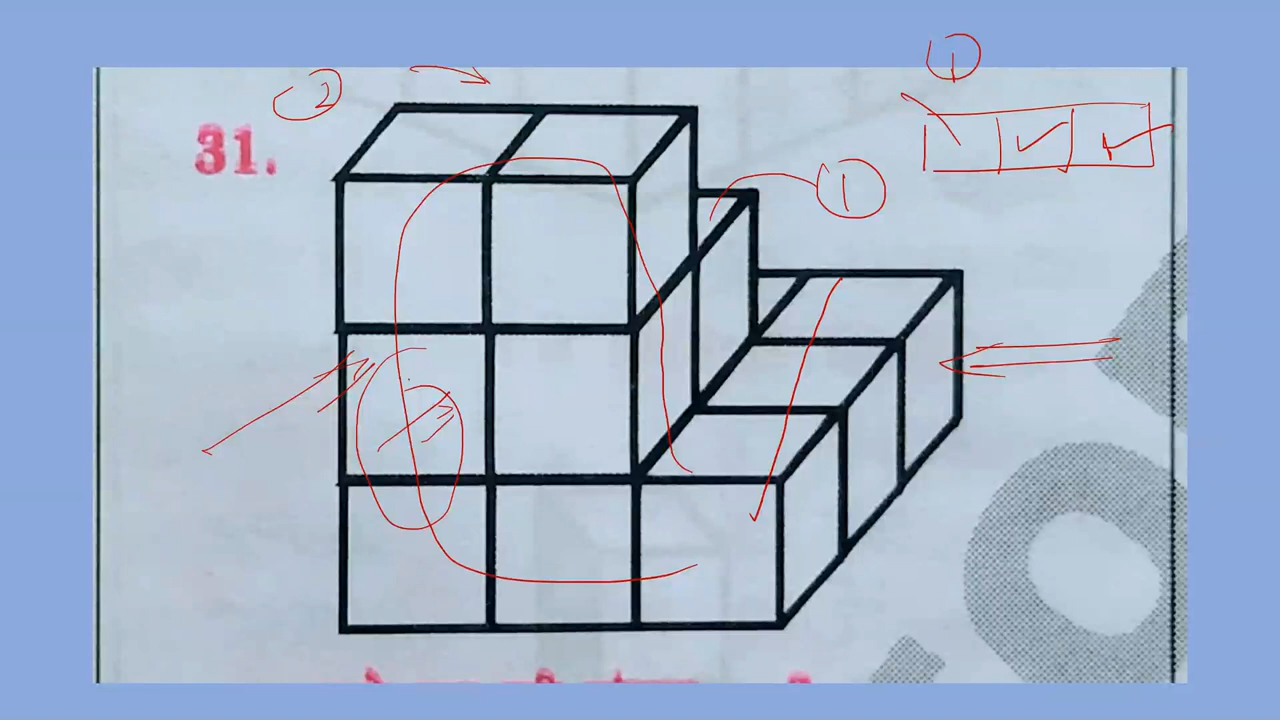 ①
②
31.
①